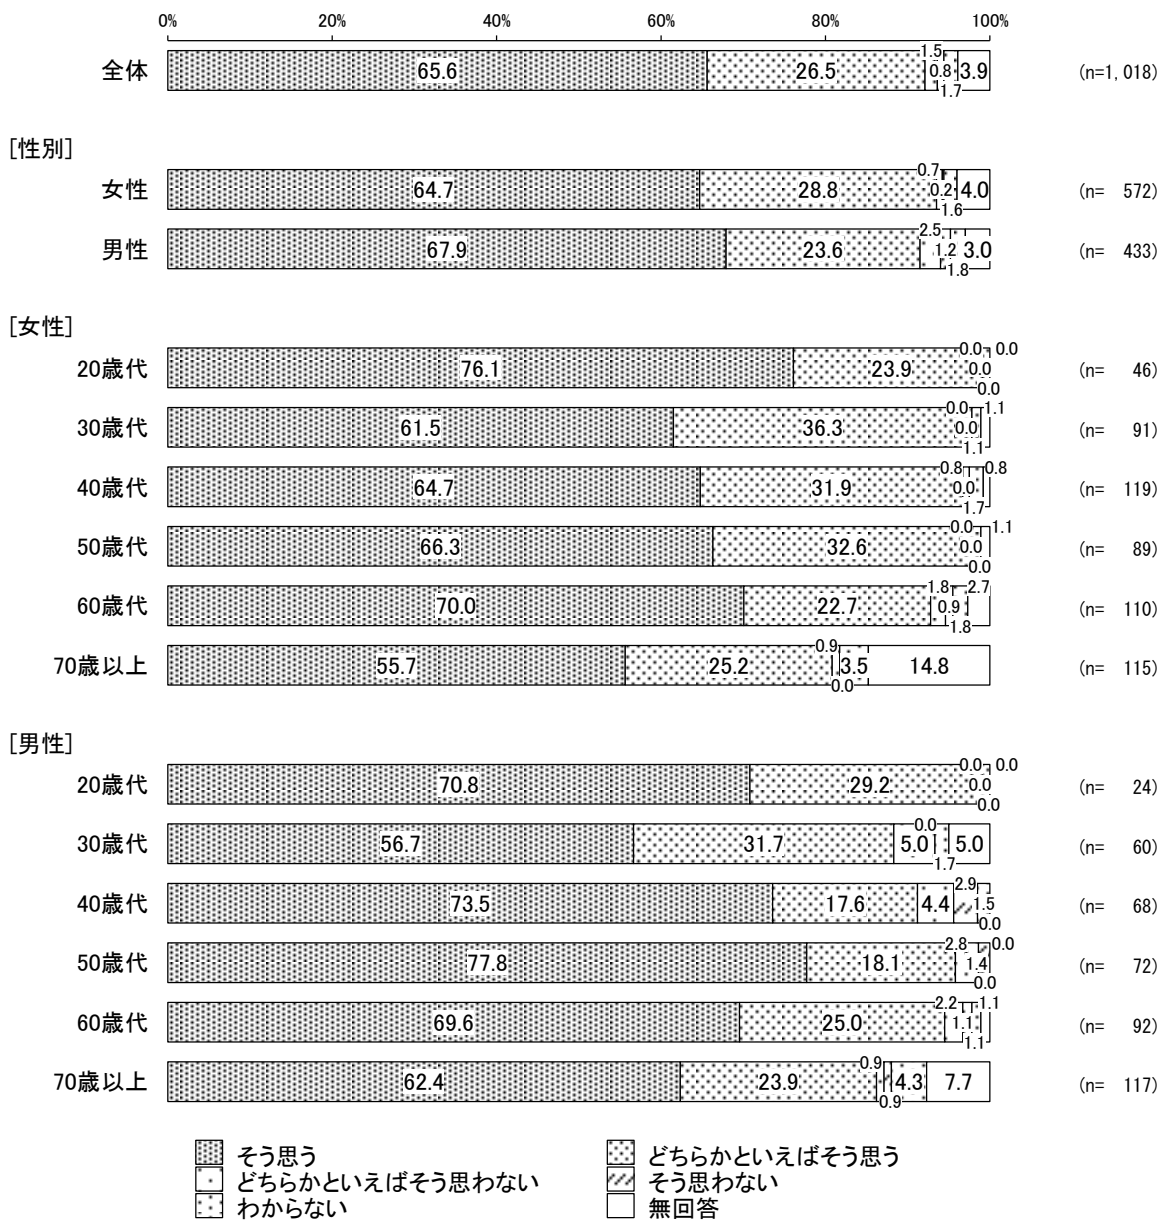 0% 20% 40% 60% 80% 100%
全体 65.6 26.5 1.5 0.8 1.7 3.9 (n=1,018)
[性別]
女性 64.7 28.8 0.7 0.2 1.6 4.0 (n= 572)
男性 67.9 23.6 2.5 1.2 1.8 3.0 (n= 433)
[女性]
20歳代 76.1 23.9 0.0 0.0 0.0 0.0 (n= 46)
30歳代 61.5 36.3 0.0 0.0 1.1 1.1 (n= 91)
40歳代 64.7 31.9 0.8 0.0 1.7 0.8 (n= 119)
50歳代 66.3 32.6 0.0 0.0 0.0 1.1 (n= 89)
60歳代 70.0 22.7 1.8 0.9 1.8 2.7 (n= 110)
70歳以上 55.7 25.2 0.9 0.0 3.5 14.8 (n= 115)
[男性]
20歳代 70.8 29.2 0.0 0.0 0.0 0.0 (n= 24)
30歳代 56.7 31.7 5.0 0.0 1.7 5.0 (n= 60)
40歳代 73.5 17.6 4.4 2.9 1.5 0.0 (n= 68)
50歳代 77.8 18.1 2.8 1.4 0.0 0.0 (n= 72)
60歳代 69.6 25.0 2.2 1.1 1.1 1.1 (n= 92)
70歳以上 62.4 23.9 0.9 0.9 4.3 7.7 (n= 117)
そう思う どちらかといえばそう思う
どちらかといえばそう思わない そう思わない
わからない 無回答